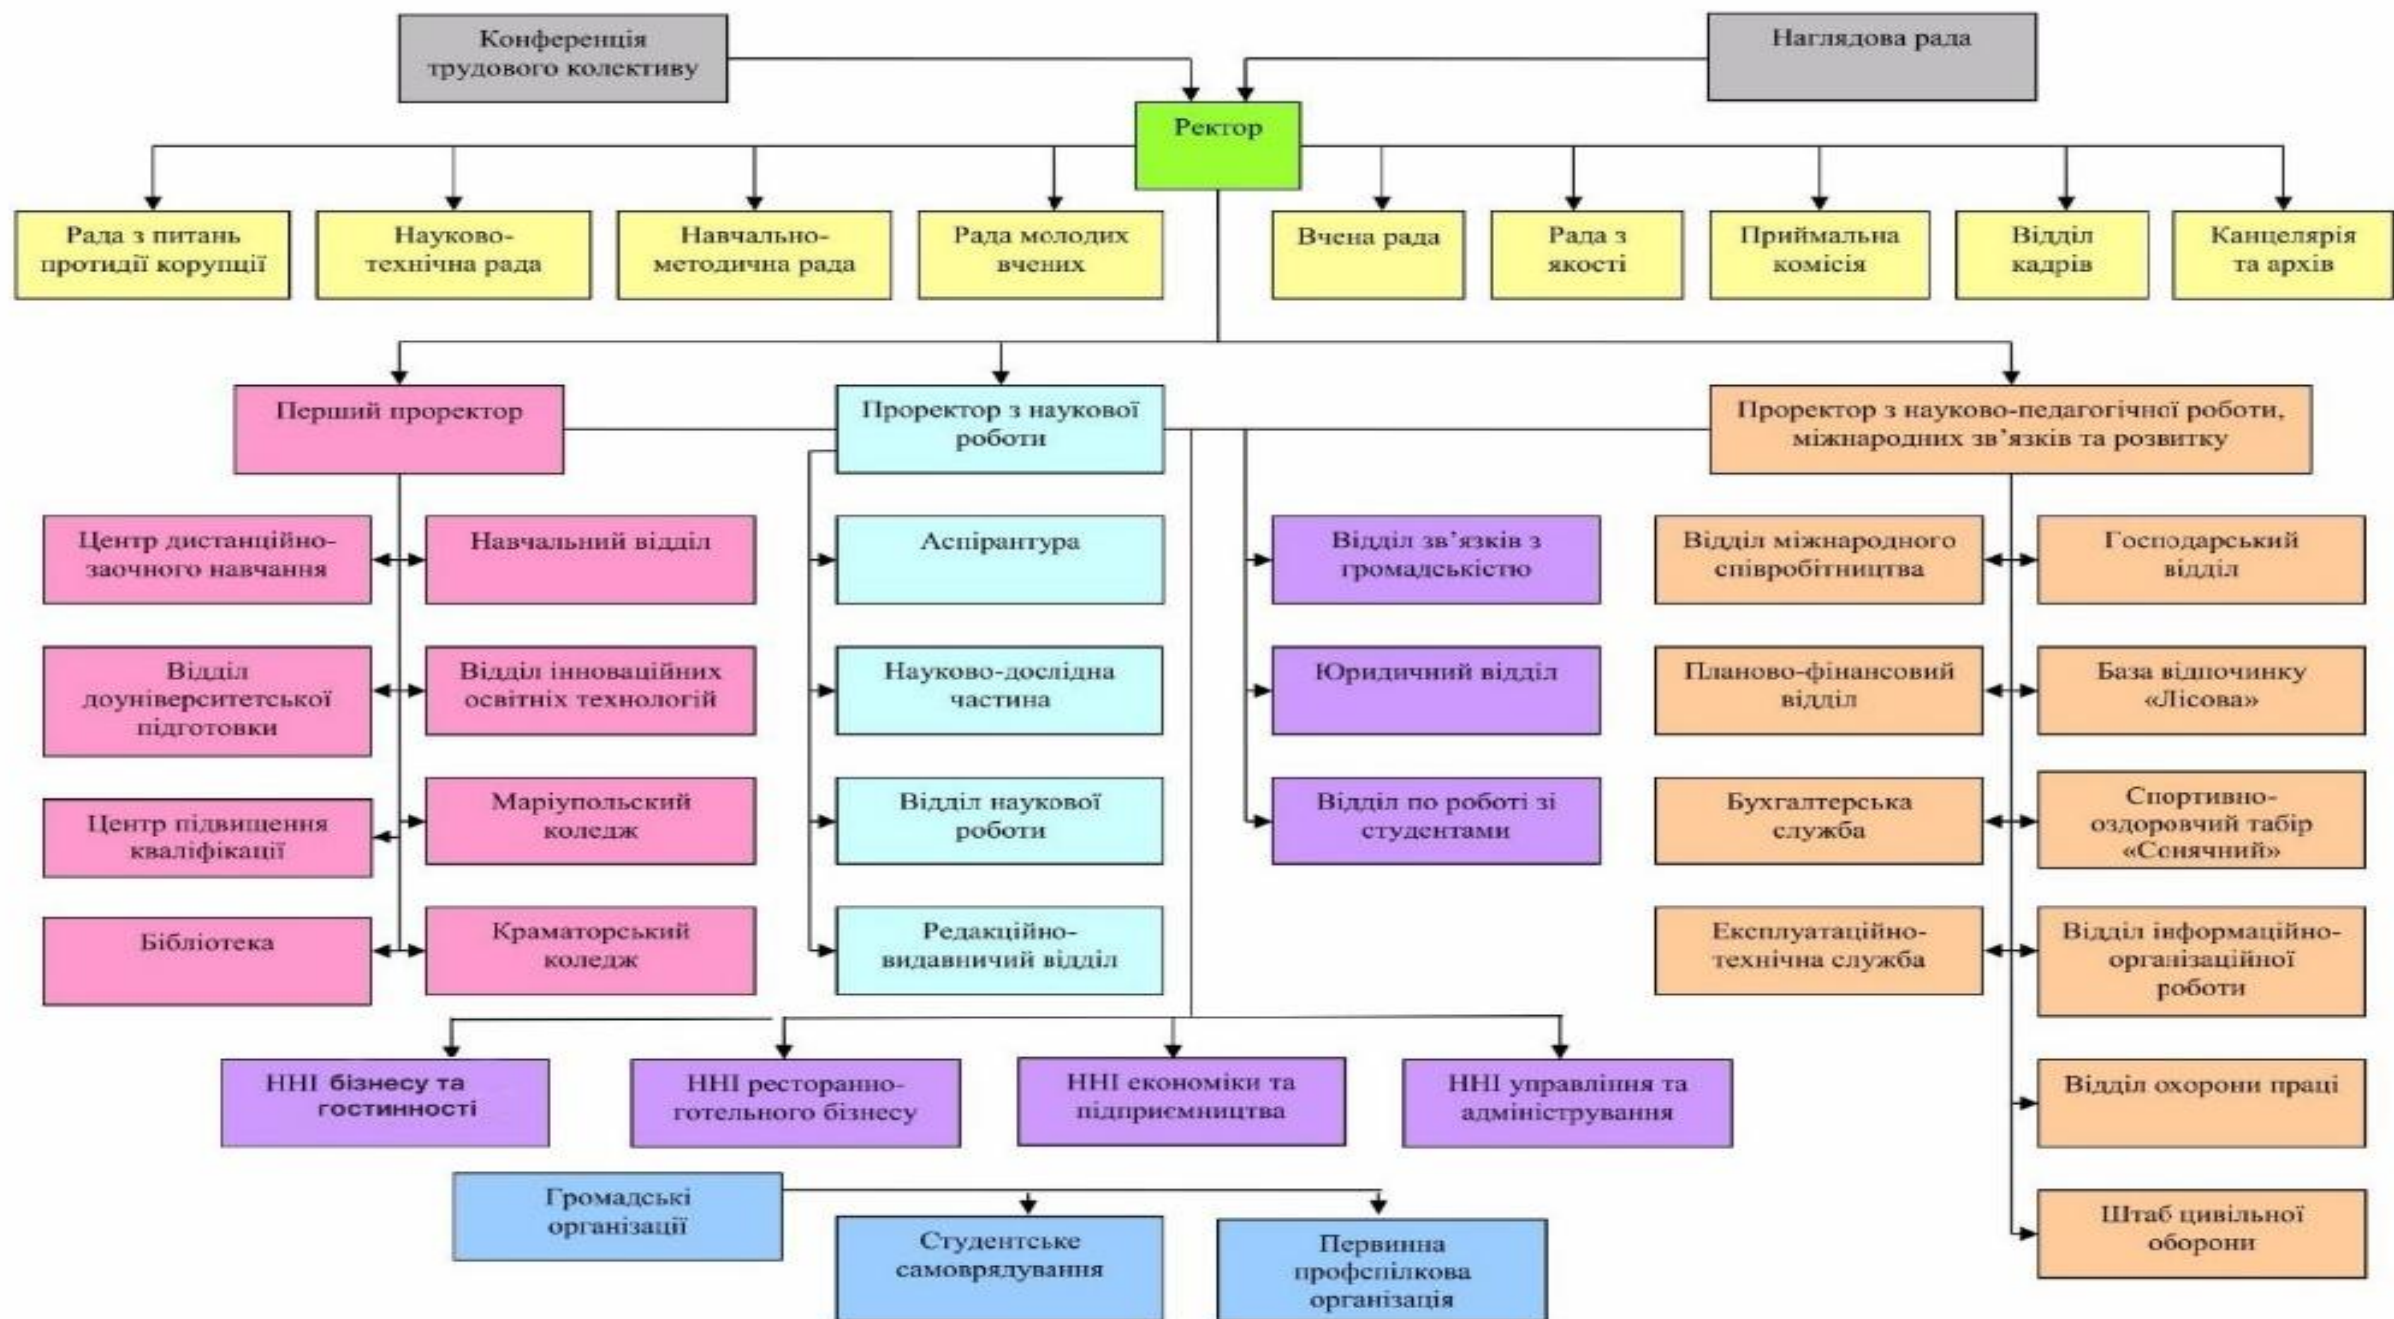 Конференція
трудового колективу
Наглядова рада
Ректор
Рада з питань
протидії корупції
Науково-
технічна рада
Навчально-
методична рада
Рада молодих
вчених
Вчена рада
Рада з
якості
Приймальна
комісія
Відділ
кадрів
Канцелярія
та архів
Перший проректор
Проректор з наукової
роботи
Проректор з науково-педагогічної роботи,
міжнародних зв’язків та розвитку
Центр дистанційно-
заочного навчання
Навчальний відділ
Аспірантура
Відділ зв’язків з
громадськістю
Відділ міжнародного
співробітництва
Господарський
відділ
Відділ
доуніверситетської
підготовки
Відділ інноваційних
освітніх технологій
Науково-дослідна
частина
Юридичний відділ
Планово-фінансовий
відділ
База відпочинку
«Лісова»
Центр підвищення
кваліфікації
Маріупольский
коледж
Відділ наукової
роботи
Відділ по роботі зі
студентами
Бухгалтерська
служба
Спортивно-
оздоровчий табір
«Сонячний»
Бібліотека
Краматорський
коледж
Редакційно-
видавничий відділ
Експлуатаційно-
технічна служба
Відділ інформаційно-
організаційної
роботи
ННІ бізнесу та
гостинності
ННІ ресторанно-
готельного бізнесу
ННІ економіки та
підприємництва
ННІ управління та
адміністрування
Відділ охорони праці
Громадські
організації
Студентське
самоврядування
Первинна
профспілкова
організація
Штаб цивільної
оборони